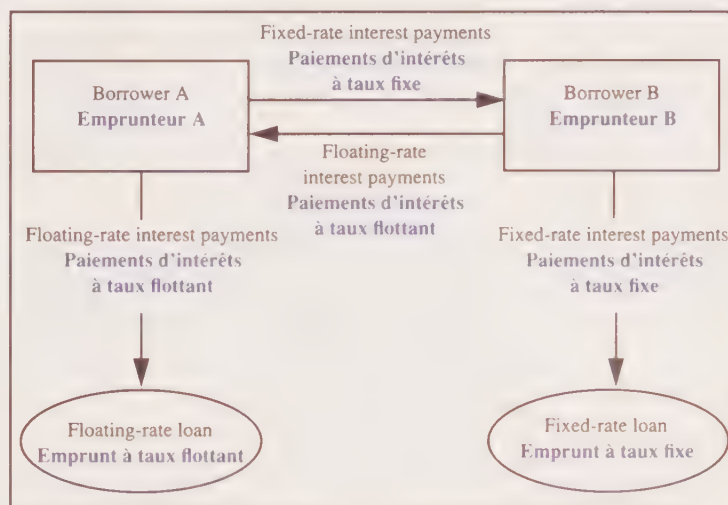 Fixed-rate interest payments
Paiements d'intérêts
à taux fixe
Borrower A
Emprunteur A
Borrower B
Emprunteur B
Floating-rate
interest payments
Paiements d'intérêts
à taux flottant
Floating-rate interest payments
Paiements d'intérêts
à taux flottant
Fixed-rate interest payments
Paiements d'intérêts
à taux fixe
Floating-rate loan
Emprunt à taux flottant
Fixed-rate loan
Emprunt à taux fixe